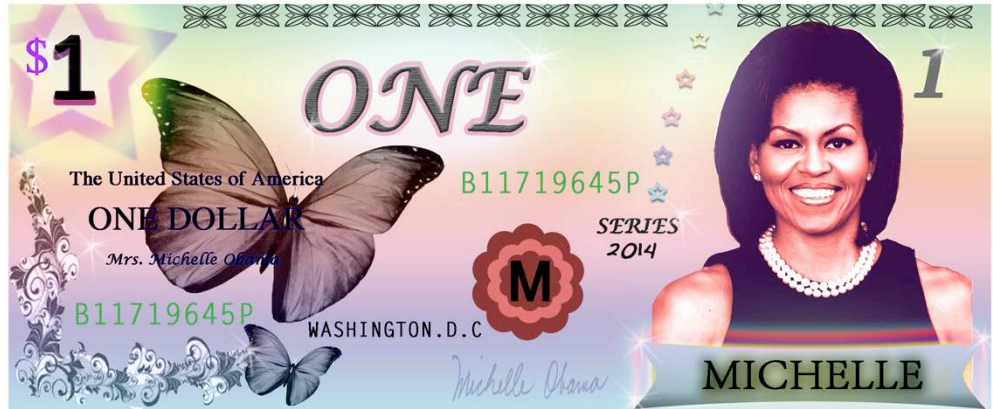 $1
ONE
1
The United States of America
ONE DOLLAR
Mrs. Michelle Obama
B11719645P
B11719645P
SERIES
2014
M
WASHINGTON.D.C
Michelle Obama
MICHELLE